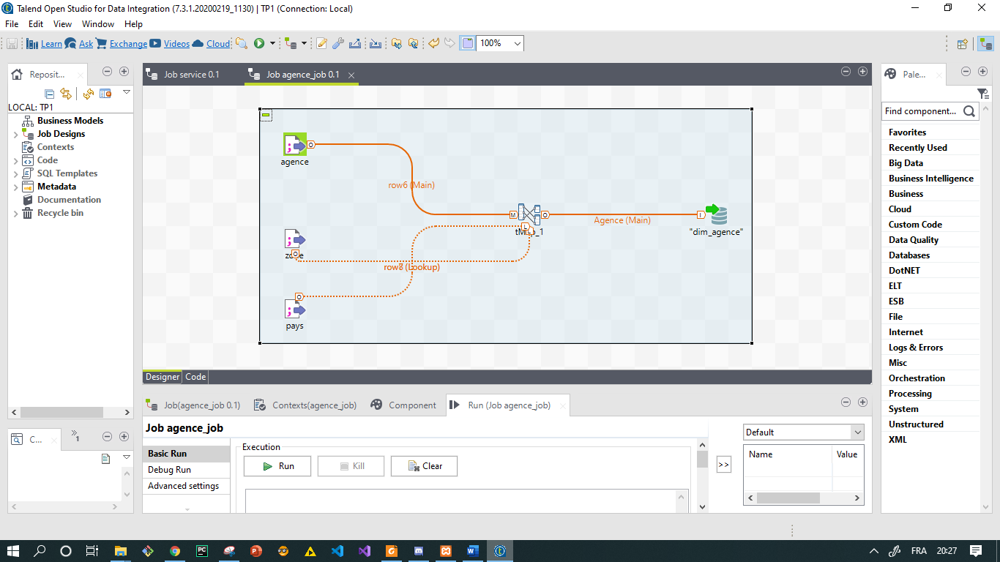 Talend Open Studio for Data Integration (7.3.1.20200219_1130) | TP1 (Connection: Local)
File Edit View Window Help
Learn Ask Exchange Videos Cloud 100%
Reposit...
Job service 0.1 Job agence_job 0.1
Pale...
LOCAL: TP1
Business Models
Job Designs
Contexts
Code
SQL Templates
Metadata
Documentation
Recycle bin
agence
row6 (Main)
Agence (Main)
"dim_agence"
(Lookup)
pays
Designer Code
Find component...
Favorites
Recently Used
Big Data
Business Intelligence
Business
Cloud
Custom Code
Data Quality
Databases
DotNET
ELT
ESB
File
Internet
Logs & Errors
Misc
Orchestration
Processing
System
Unstructured
XML
C...
1
Job(agence_job 0.1) Contexts(agence_job) Component Run (Job agence_job)
Job agence_job
Basic Run
Debug Run
Advanced settings
Execution
Run Kill Clear
>>
Default
Name Value
FRA 20:27